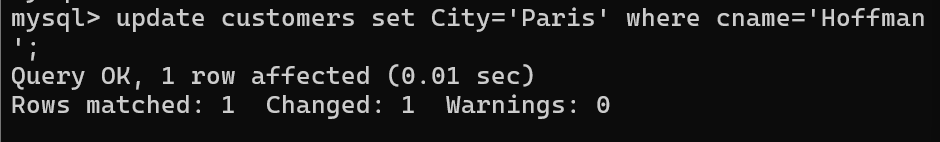 mysql> update customers set City='Paris' where cname='Hoffman
';
Query OK, 1 row affected (0.01 sec)
Rows matched: 1  Changed: 1  Warnings: 0